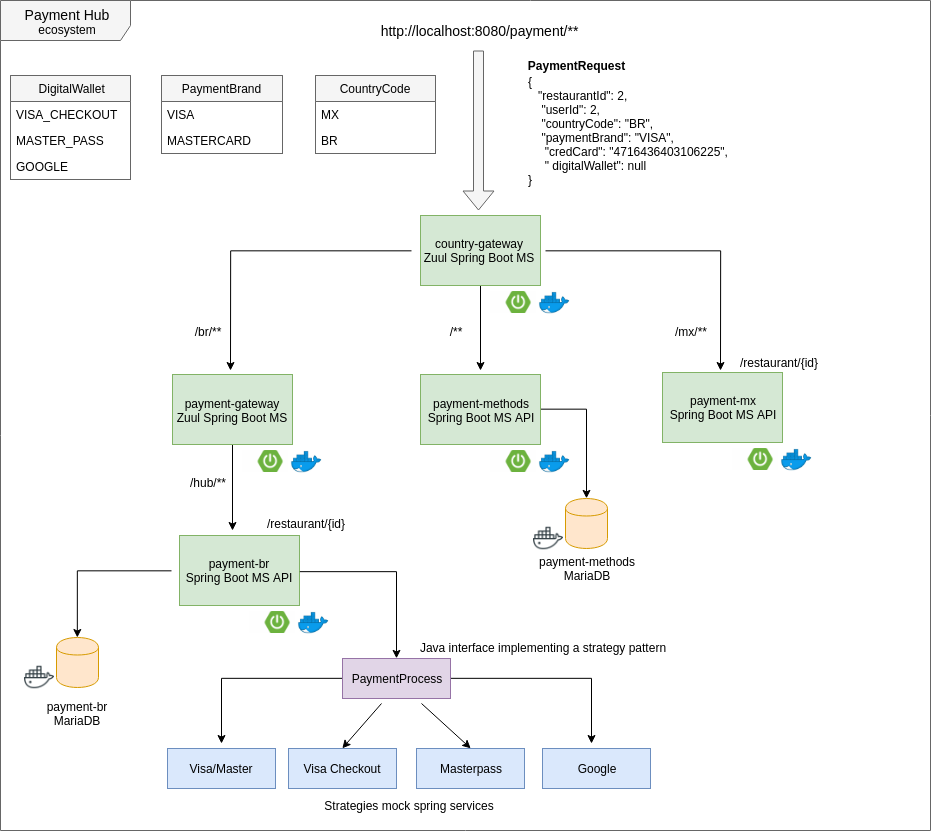 Payment Hub
ecosystem
http://localhost:8080/payment/**
DigitalWallet
VISA_CHECKOUT
MASTER_PASS
GOOGLE
PaymentBrand
VISA
MASTERCARD
CountryCode
MX
BR
PaymentRequest
{
"restaurantId": 2,
"userId": 2,
"countryCode": "BR",
"paymentBrand": "VISA",
"credCard": "4716436403106225",
" digitalWallet": null
}
country-gateway
Zuul Spring Boot MS
/br/**
/**
/mx/**
/restaurant/{id}
payment-gateway
Zuul Spring Boot MS
payment-methods
Spring Boot MS API
payment-mx
Spring Boot MS API
/hub/**
/restaurant/{id}
payment-br
Spring Boot MS API
payment-methods
MariaDB
payment-br
MariaDB
Java interface implementing a strategy pattern
PaymentProcess
Visa/Master
Visa Checkout
Masterpass
Google
Strategies mock spring services